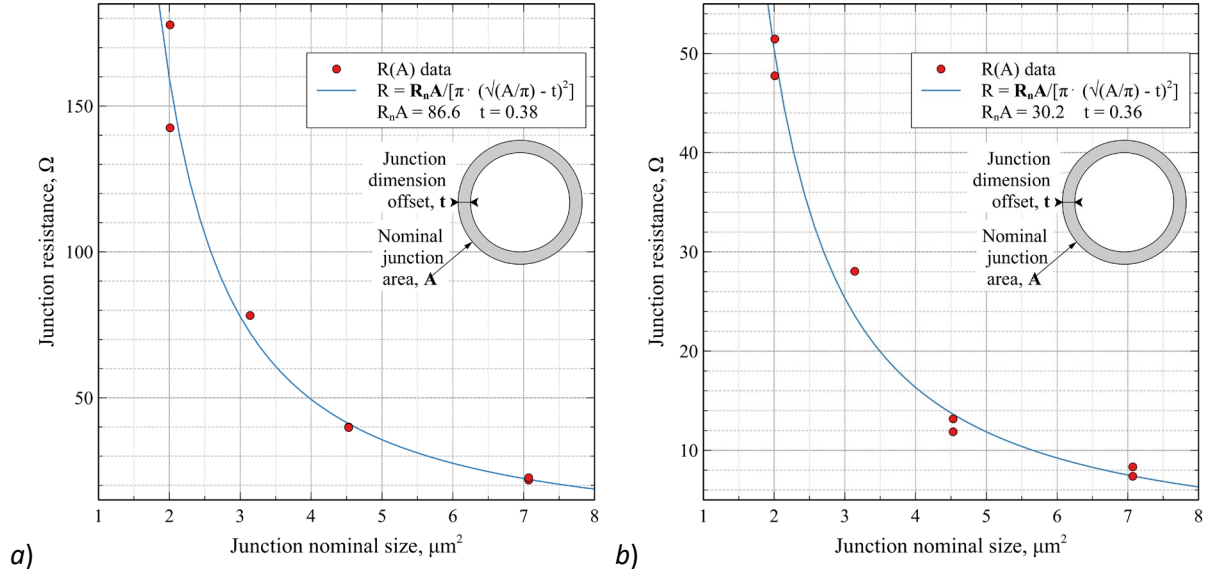 R(A) data
R = RₙA/[π · (√(A/π) - t)²]
RₙA = 86.6 t = 0.38
150
100
50
Junction resistance, Ω
Junction
dimension
offset, t
Nominal
junction
area, A
1 2 3 4 5 6 7 8
Junction nominal size, μm²
a)
R(A) data
R = RₙA/[π · (√(A/π) - t)²]
RₙA = 30.2 t = 0.36
50
40
30
20
10
Junction resistance, Ω
Junction
dimension
offset, t
Nominal
junction
area, A
1 2 3 4 5 6 7 8
Junction nominal size, μm²
b)